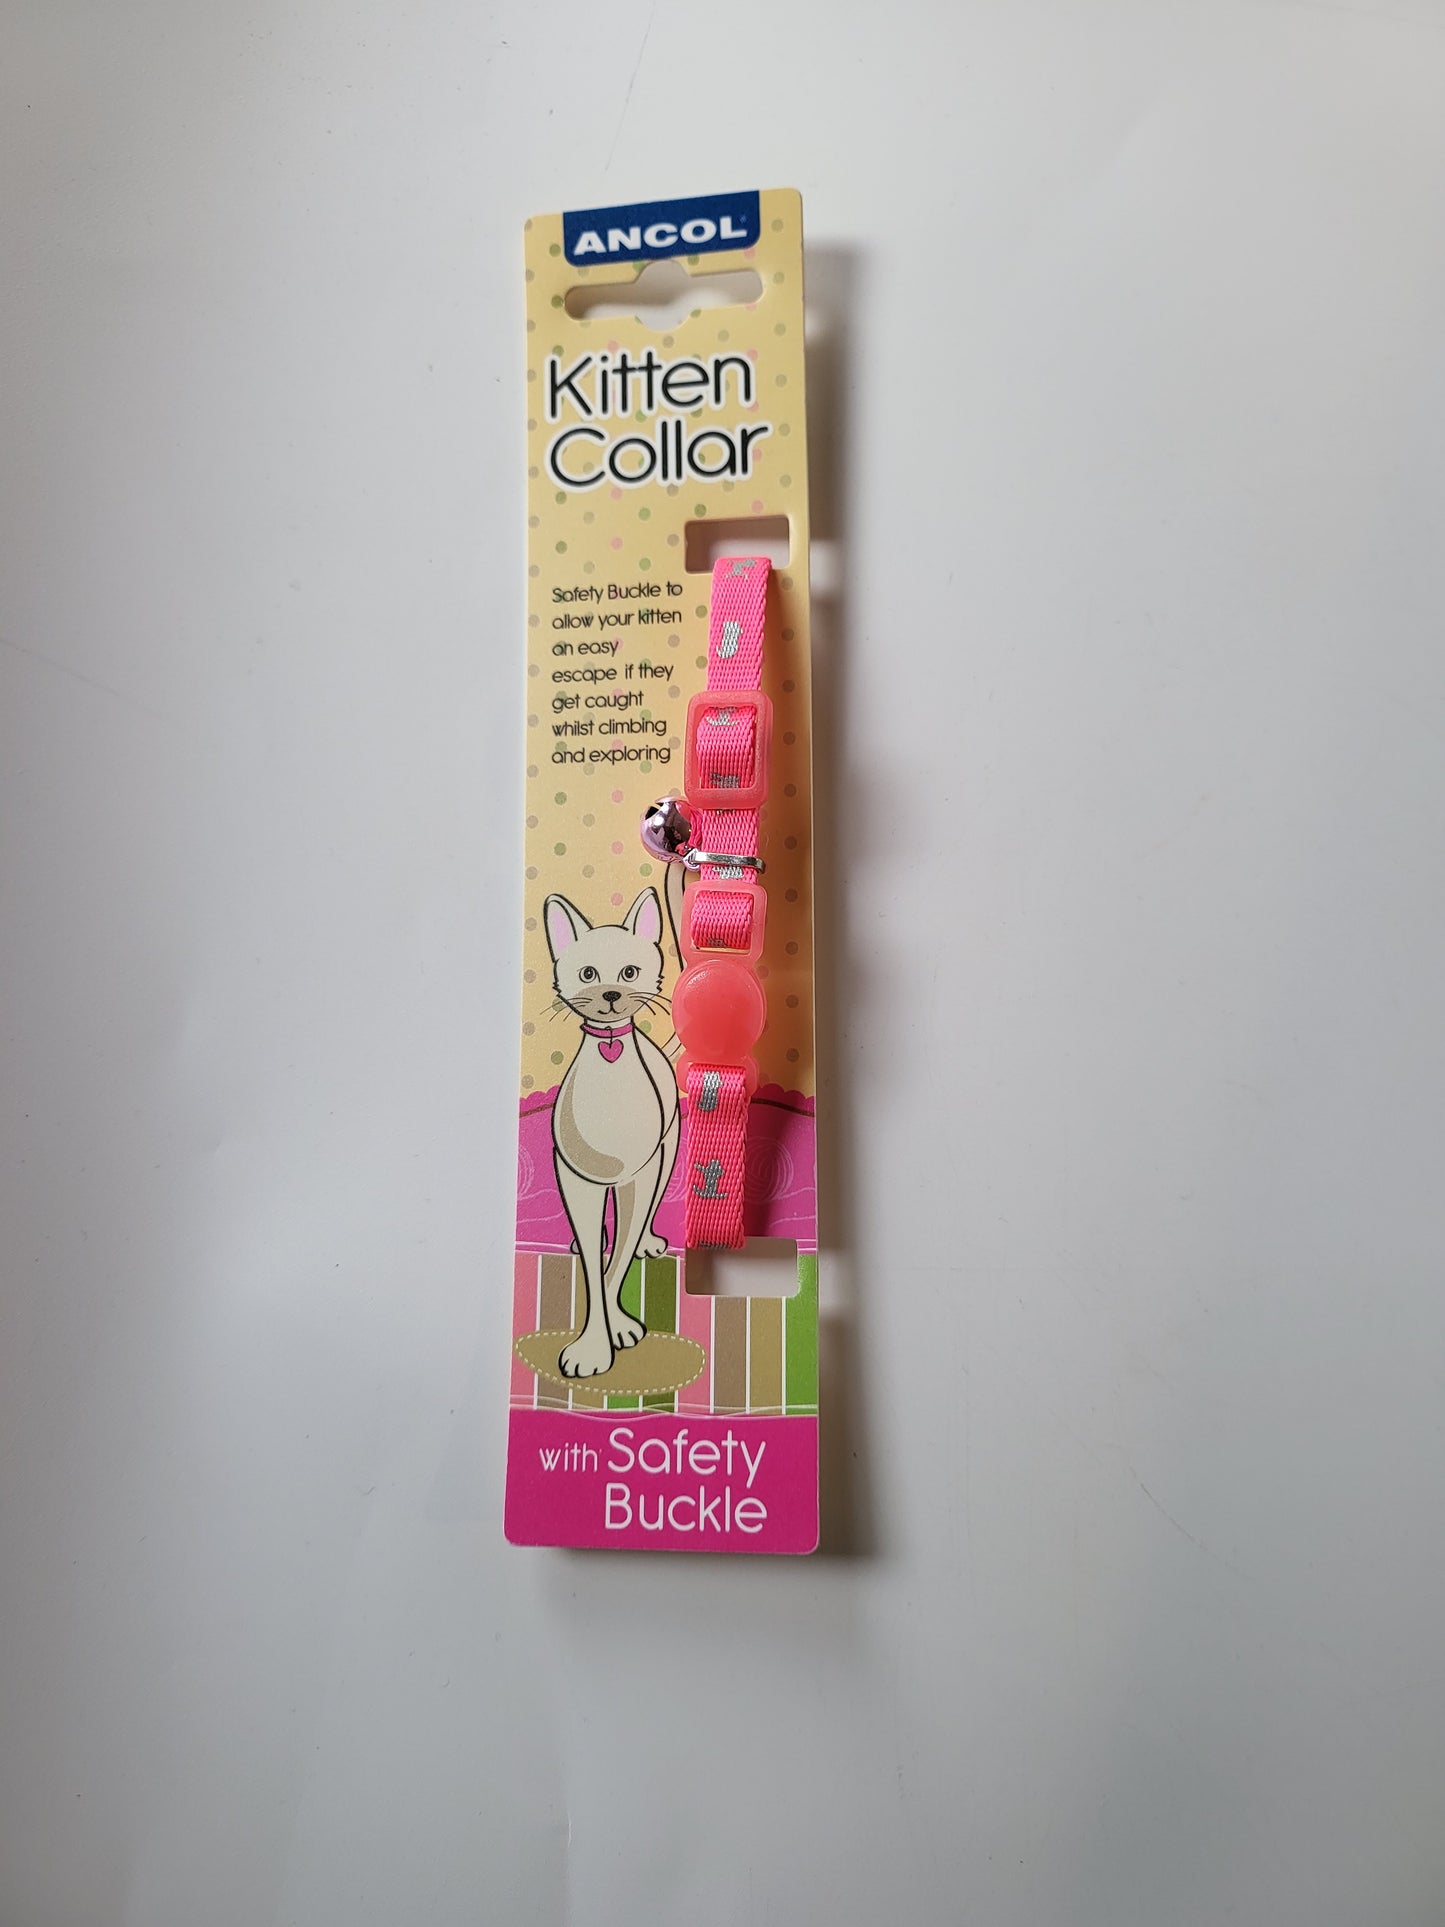 ANCOL
Kitten
Collar
Safety Buckle to
allow your kitten
an easy
escape if they
get caught
whilst climbing
and exploring
with Safety
Buckle